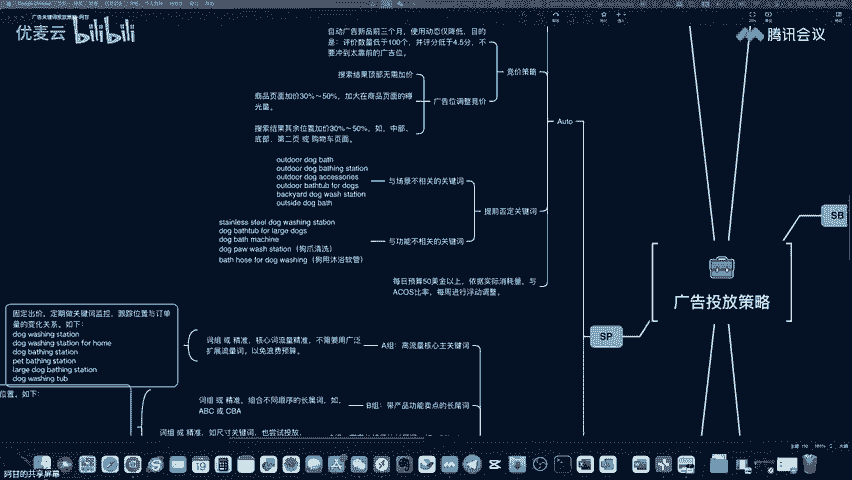 广告关键词投放策略-阿甘
优麦云 bilibili
腾讯会议
自动广告新品前三个月，使用动态仅降低，目的
是：评价数量低于100个，并评分低于4.5分，不
要冲到太靠前的广告位。
竞价策略
搜索结果顶部无需加价
商品页面加价30%～50%，加大在商品页面的曝
光量。
广告位调整竞价
搜索结果其余位置加价30%～50%，如，中部、
底部、第二页 或 购物车页面。
Auto
outdoor dog bath
outdoor dog bathing station
outdoor dog accessories
outdoor bathtub for dogs
backyard dog wash station
outside dog bath
与场景不相关的关键词
提前否定关键词
stainless steel dog washing station
dog bathtub for large dogs
dog bath machine
dog paw wash station（狗爪清洗）
bath hose for dog washing（狗用沐浴软管）
与功能不相关的关键词
每日预算50美金以上，依据实际消耗量，与
ACOS比率，每周进行浮动调整。
SB
广告投放策略
SP
固定出价。定期做关键词监控，跟踪位置与订单
量的变化关系。如下：
dog washing station
dog washing station for home
dog bathing station
pet bathing station
large dog bathing station
dog washing tub
词组 或 精准，核心词流量精准，不需要用广泛
扩展流量词，以免浪费预算。
A组：高流量核心主关键词
位置。如下：
词组 或 精准。组合不同顺序的长尾词，如，
ABC 或 CBA
B组：带产品功能卖点的长尾词
词组 或 精准，如尺寸关键词，也尝试投放。
阿甘的共享屏幕